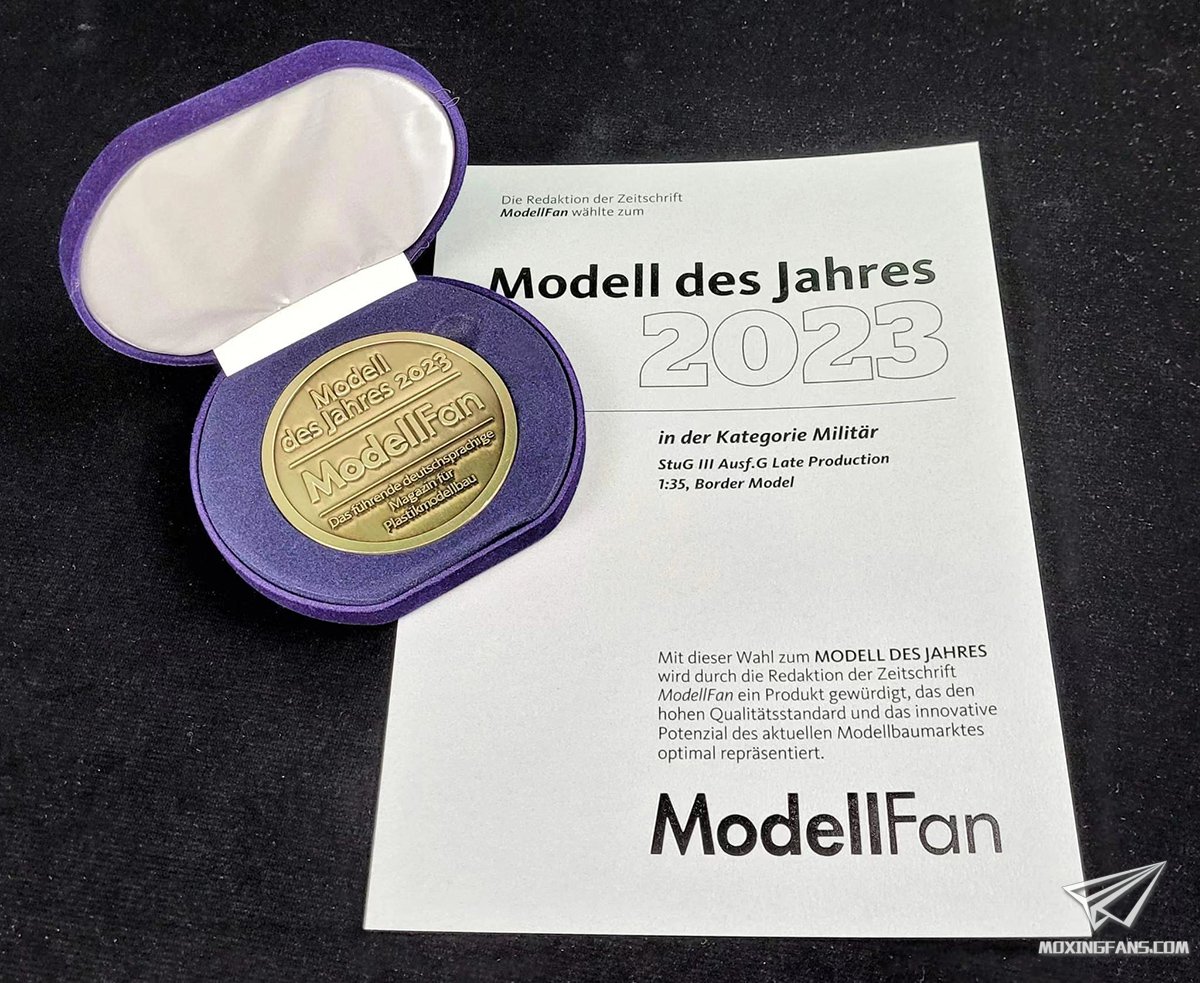 Die Redaktion der Zeitschrift
ModellFan wählte zum
Modell des Jahres
2023
in der Kategorie Militär
StuG III Ausf.G Late Production
1:35, Border Model
Mit dieser Wahl zum MODELL DES JAHRES
wird durch die Redaktion der Zeitschrift
ModellFan ein Produkt gewürdigt, das den
hohen Qualitätsstandard und das innovative
Potenzial des aktuellen Modellbaumarktes
optimal repräsentiert.
ModellFan
Modell
des Jahres 2023
ModellFan
Das führende deutschsprachige
Magazin für
Plastikmodellbau
MOXINGFANS.COM